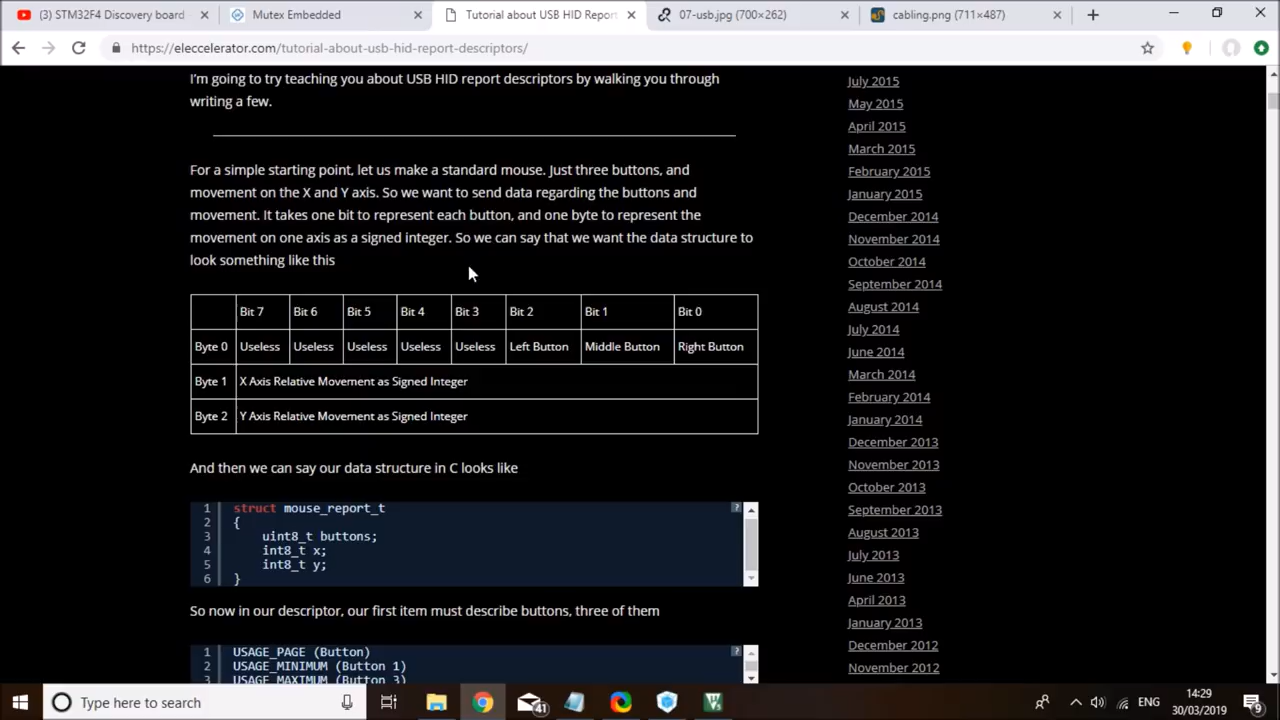 (3) STM32F4 Discovery board -
Mutex Embedded
Tutorial about USB HID Report
07-usb.jpg (700×262)
cabling.png (711×487)
https://eleccelerator.com/tutorial-about-usb-hid-report-descriptors/
I'm going to try teaching you about USB HID report descriptors by walking you through
writing a few.
For a simple starting point, let us make a standard mouse. Just three buttons, and
movement on the X and Y axis. So we want to send data regarding the buttons and
movement. It takes one bit to represent each button, and one byte to represent the
movement on one axis as a signed integer. So we can say that we want the data structure to
look something like this
Bit 7 Bit 6 Bit 5 Bit 4 Bit 3 Bit 2 Bit 1 Bit 0
Byte 0 Useless Useless Useless Useless Useless Left Button Middle Button Right Button
Byte 1 X Axis Relative Movement as Signed Integer
Byte 2 Y Axis Relative Movement as Signed Integer
And then we can say our data structure in C looks like
1 struct mouse_report_t
2 {
3 uint8_t buttons;
4 int8_t x;
5 int8_t y;
6 }
?
So now in our descriptor, our first item must describe buttons, three of them
1 USAGE_PAGE (Button)
2 USAGE_MINIMUM (Button 1)
3 USAGE_MAXIMUM (Button 3)
?
July 2015
May 2015
April 2015
March 2015
February 2015
January 2015
December 2014
November 2014
October 2014
September 2014
August 2014
July 2014
June 2014
March 2014
February 2014
January 2014
December 2013
November 2013
October 2013
September 2013
August 2013
July 2013
June 2013
April 2013
January 2013
December 2012
November 2012
Type here to search
41
ENG
14:29
30/03/2019
9